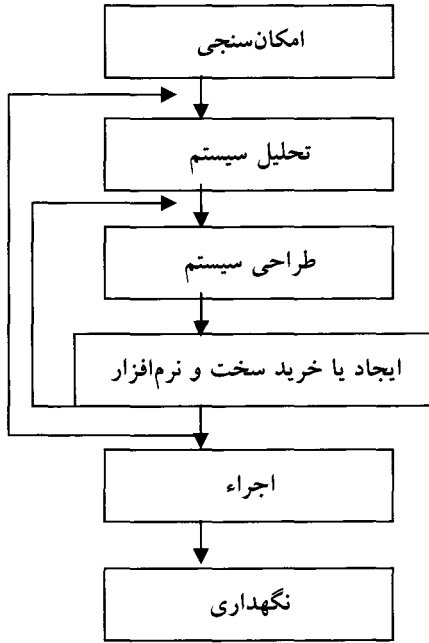 امکان‌سنجی
تحلیل سیستم
طراحی سیستم
ایجاد یا خرید سخت و نرم‌افزار
اجراء
نگهداری